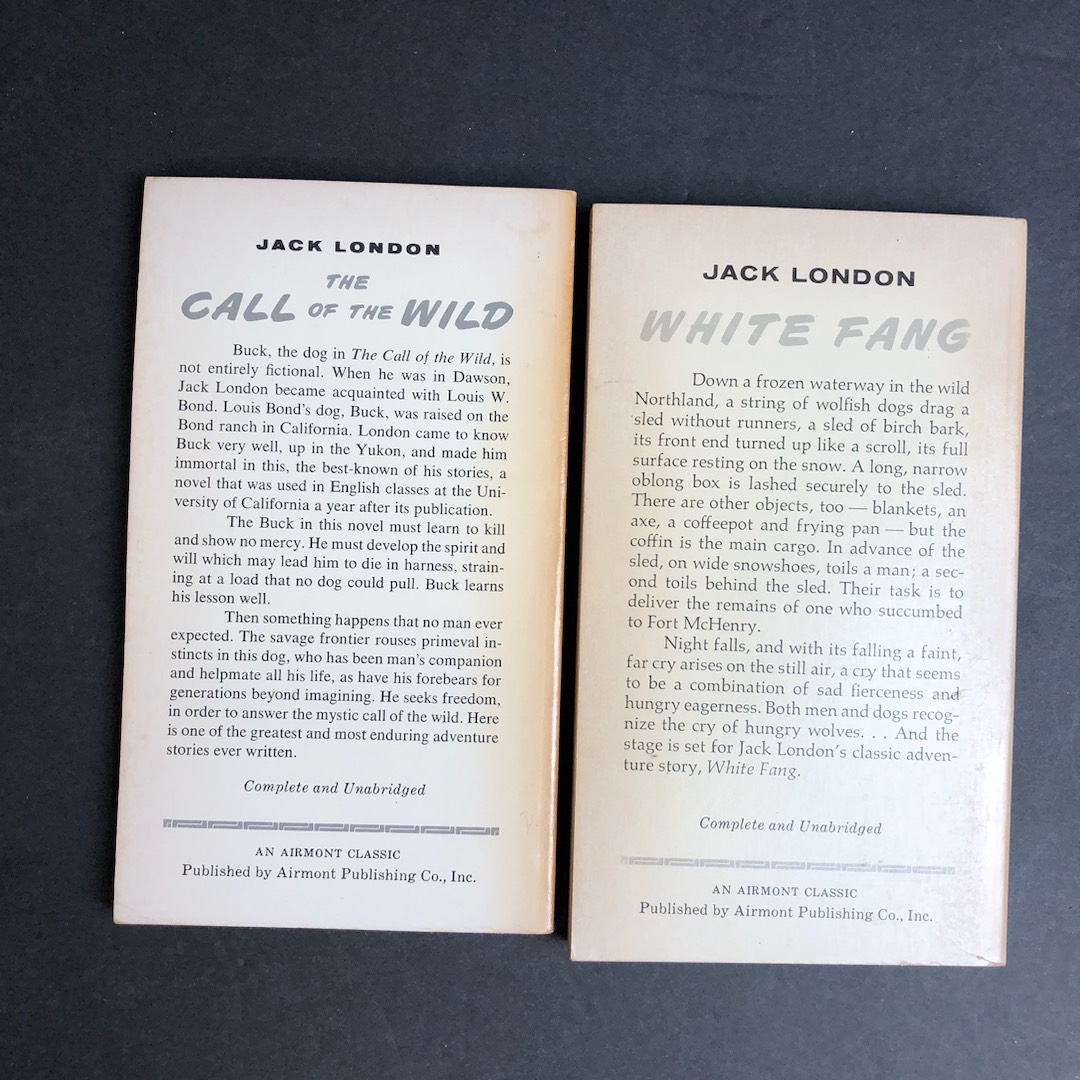 JACK LONDON
THE
CALL OF THE WILD
Buck, the dog in The Call of the Wild, is
not entirely fictional. When he was in Dawson,
Jack London became acquainted with Louis W.
Bond. Louis Bond's dog, Buck, was raised on the
Bond ranch in California. London came to know
Buck very well, up in the Yukon, and made him
immortal in this, the best-known of his stories, a
novel that was used in English classes at the Uni-
versity of California a year after its publication.
The Buck in this novel must learn to kill
and show no mercy. He must develop the spirit and
will which may lead him to die in harness, strain-
ing at a load that no dog could pull. Buck learns
his lesson well.
Then something happens that no man ever
expected. The savage frontier rouses primeval in-
stincts in this dog, who has been man's companion
and helpmate all his life, as have his forebears for
generations beyond imagining. He seeks freedom,
in order to answer the mystic call of the wild. Here
is one of the greatest and most enduring adventure
stories ever written.
Complete and Unabridged
AN AIRMONT CLASSIC
Published by Airmont Publishing Co., Inc.
JACK LONDON
WHITE FANG
Down a frozen waterway in the wild
Northland, a string of wolfish dogs drag a
sled without runners, a sled of birch bark,
its front end turned up like a scroll, its full
surface resting on the snow. A long, narrow
oblong box is lashed securely to the sled.
There are other objects, too — blankets, an
axe, a coffeepot and frying pan — but the
coffin is the main cargo. In advance of the
sled, on wide snowshoes, toils a man; a sec-
ond toils behind the sled. Their task is to
deliver the remains of one who succumbed
to Fort McHenry.
Night falls, and with its falling a faint,
far cry arises on the still air, a cry that seems
to be a combination of sad fierceness and
hungry eagerness. Both men and dogs recog-
nize the cry of hungry wolves. . . And the
stage is set for Jack London's classic adven-
ture story, White Fang.
Complete and Unabridged
AN AIRMONT CLASSIC
Published by Airmont Publishing Co., Inc.